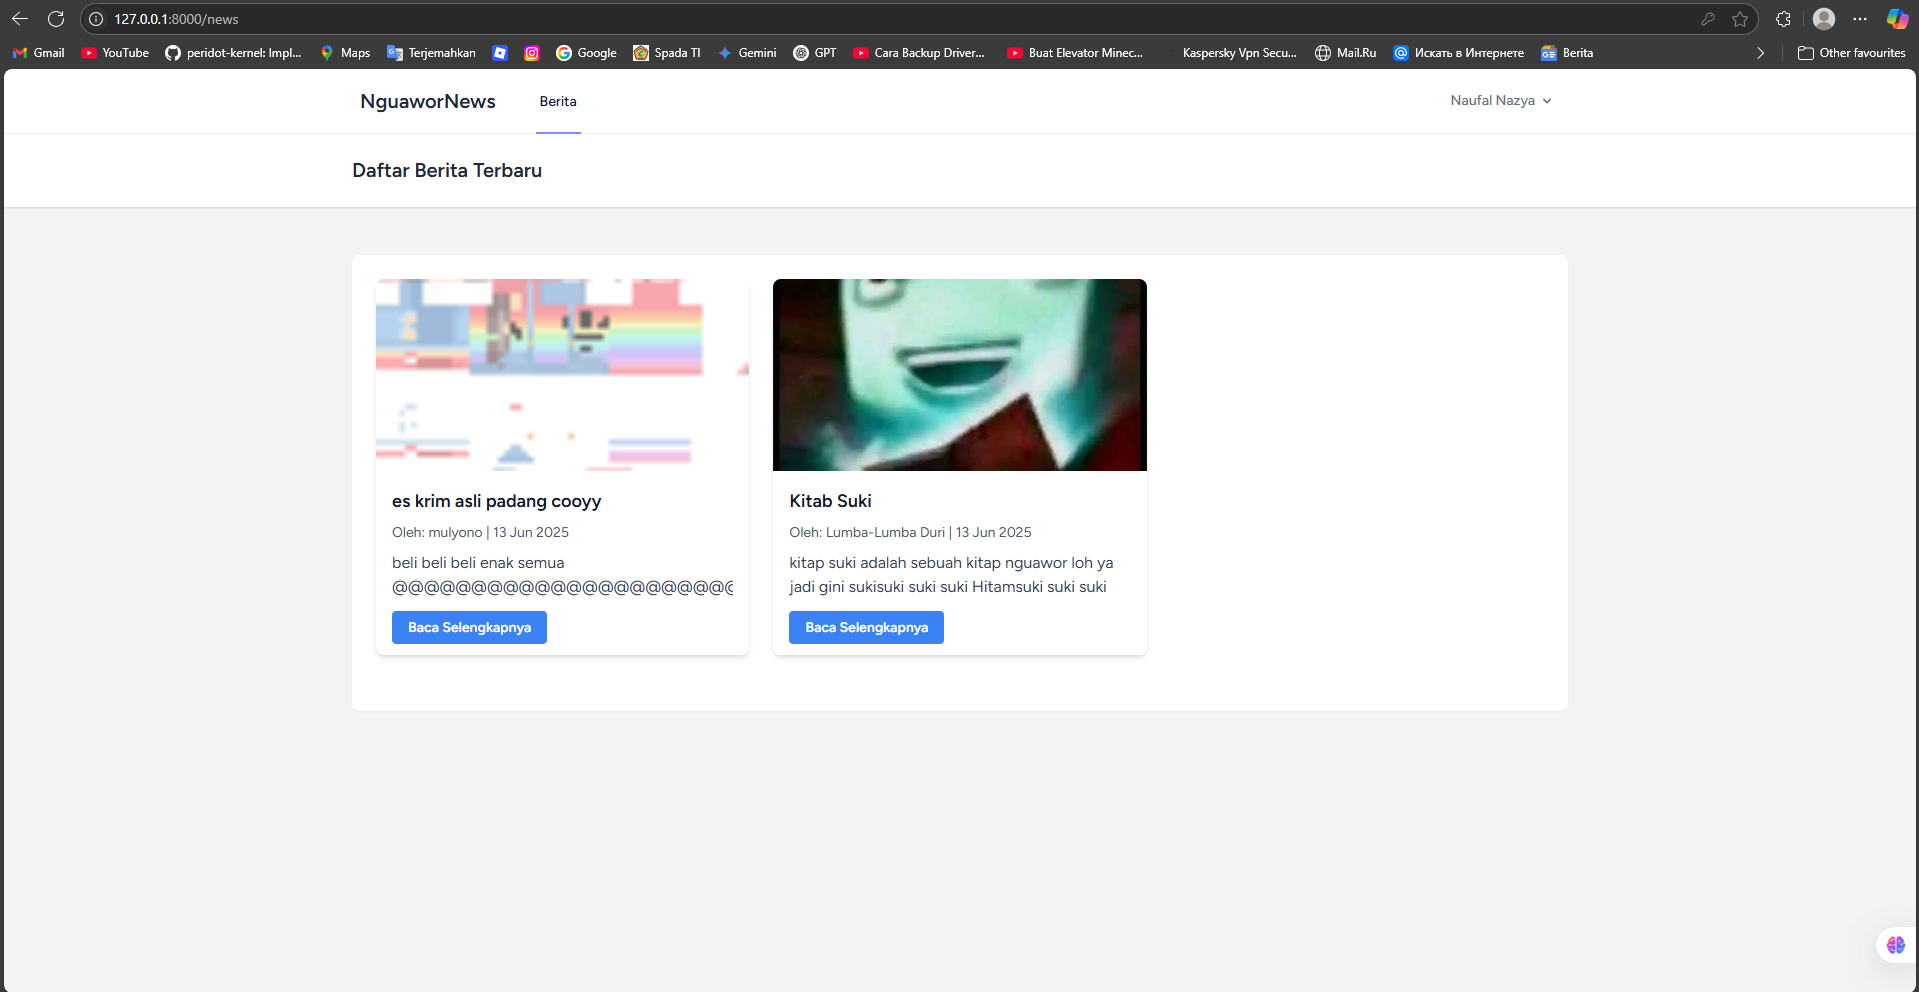 127.0.0.1:8000/news
Gmail YouTube peridot-kernel: Impl... Maps Terjemahkan Google Spada TI Gemini GPT Cara Backup Driver... Buat Elevator Minec... Kaspersky Vpn Secu... Mail.Ru Искать в Интернете Berita Other favourites
NguaworNews Berita Naufal Nazya
Daftar Berita Terbaru
es krim asli padang cooyy
Oleh: mulyono | 13 Jun 2025
beli beli beli enak semua
@@@@@@@@@@@@@@@@@@@@@@
Baca Selengkapnya
Kitab Suki
Oleh: Lumba-Lumba Duri | 13 Jun 2025
kitap suki adalah sebuah kitap nguawor loh ya
jadi gini sukisuki suki suki Hitamsuki suki suki
Baca Selengkapnya